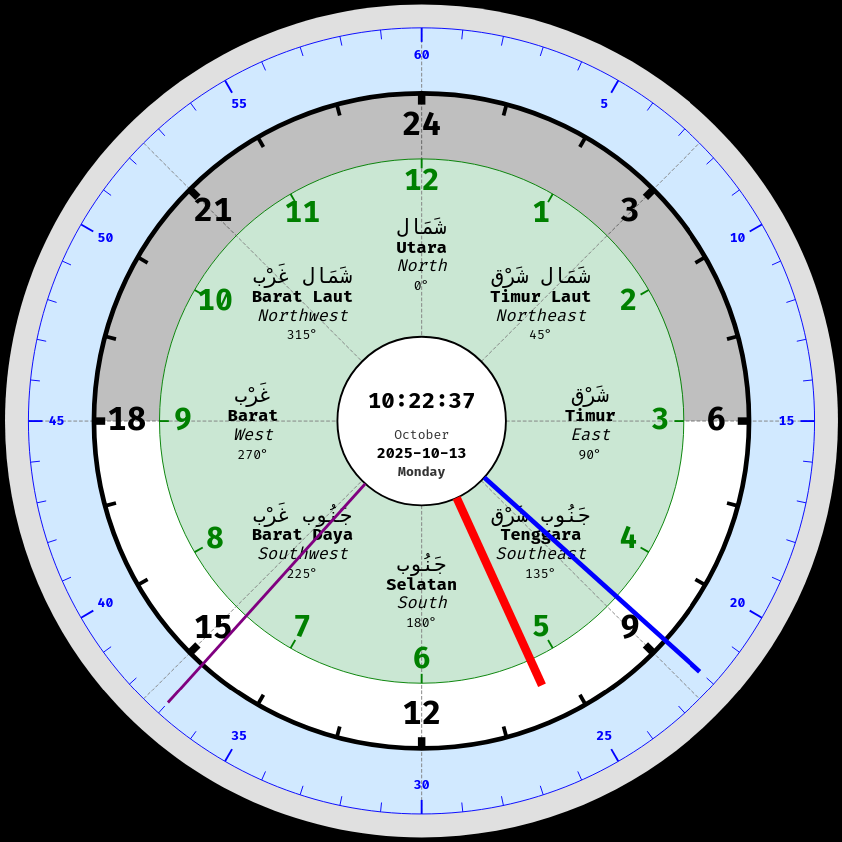 60
55
5
24
50
10
21
3
12
11
1
10
2
شَمَال
Utara
North
0°
شَمَال غَرْب
Barat Laut
Northwest
315°
شَمَال شَرْق
Timur Laut
Northeast
45°
غَرْب
Barat
West
270°
شَرْق
Timur
East
90°
45
18
9
3
6
15
10:22:37
October
2025-10-13
Monday
جَنُوب غَرْب
Barat Daya
Southwest
225°
جَنُوب شَرْق
Tenggara
Southeast
135°
جَنُوب
Selatan
South
180°
8
4
7
5
6
40
20
15
9
12
35
25
30